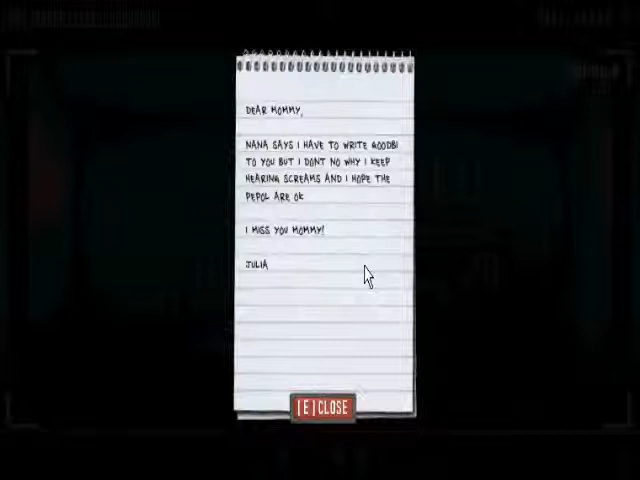 DEAR MOMMY,
NANA SAYS I HAVE TO WRITE GOODBI
TO YOU BUT I DONT NO WHY I KEEP
HEARING SCREAMS AND I HOPE THE
PEPOL ARE OK
I MISS YOU MOMMY!
JULIA
[E]CLOSE